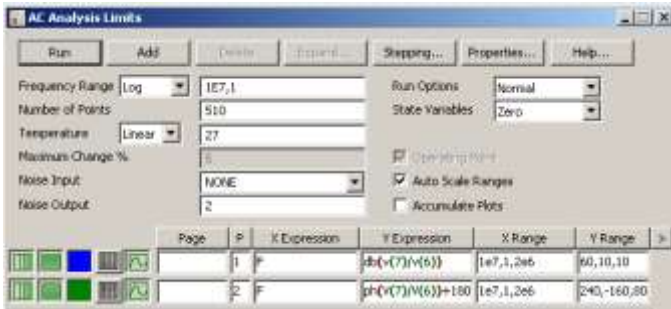 AC Analysis Limits
Run Add Delete Expand... Stepping... Properties... Help...
Frequency Range Log 1E7,1 Run Options Normal
Number of Points 510 State Variables Zero
Temperature Linear 27
Maximum Change % 5 Operating Point
Noise Input NONE Auto Scale Ranges
Noise Output 2 Accumulate Plots
Page P X Expression Y Expression X Range Y Range >
1 F db(v(7)/v(6)) 1e7,1,2e6 60,10,10
2 F ph(V(7)/V(6))+180 1e7,1,2e6 240,-160,80